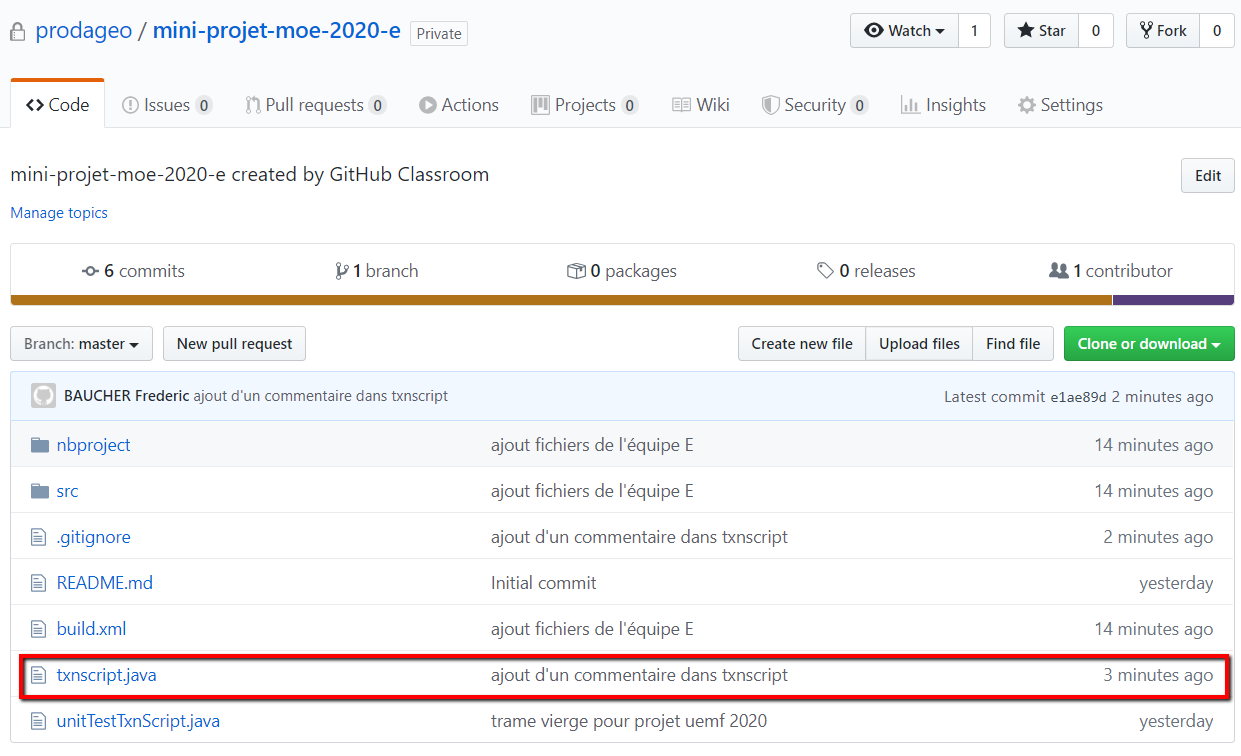 prodageo / mini-projet-moe-2020-e Private Watch 1 Star 0 Fork 0
Code Issues 0 Pull requests 0 Actions Projects 0 Wiki Security 0 Insights Settings
mini-projet-moe-2020-e created by GitHub Classroom Edit
Manage topics
6 commits 1 branch 0 packages 0 releases 1 contributor
Branch: master New pull request Create new file Upload files Find file Clone or download
BAUCHER Frederic ajout d'un commentaire dans txnscript Latest commit e1ae89d 2 minutes ago
nbproject ajout fichiers de l'équipe E 14 minutes ago
src ajout fichiers de l'équipe E 14 minutes ago
.gitignore ajout d'un commentaire dans txnscript 2 minutes ago
README.md Initial commit yesterday
build.xml ajout fichiers de l'équipe E 14 minutes ago
txnscript.java ajout d'un commentaire dans txnscript 3 minutes ago
unitTestTxnScript.java trame vierge pour projet uemf 2020 yesterday